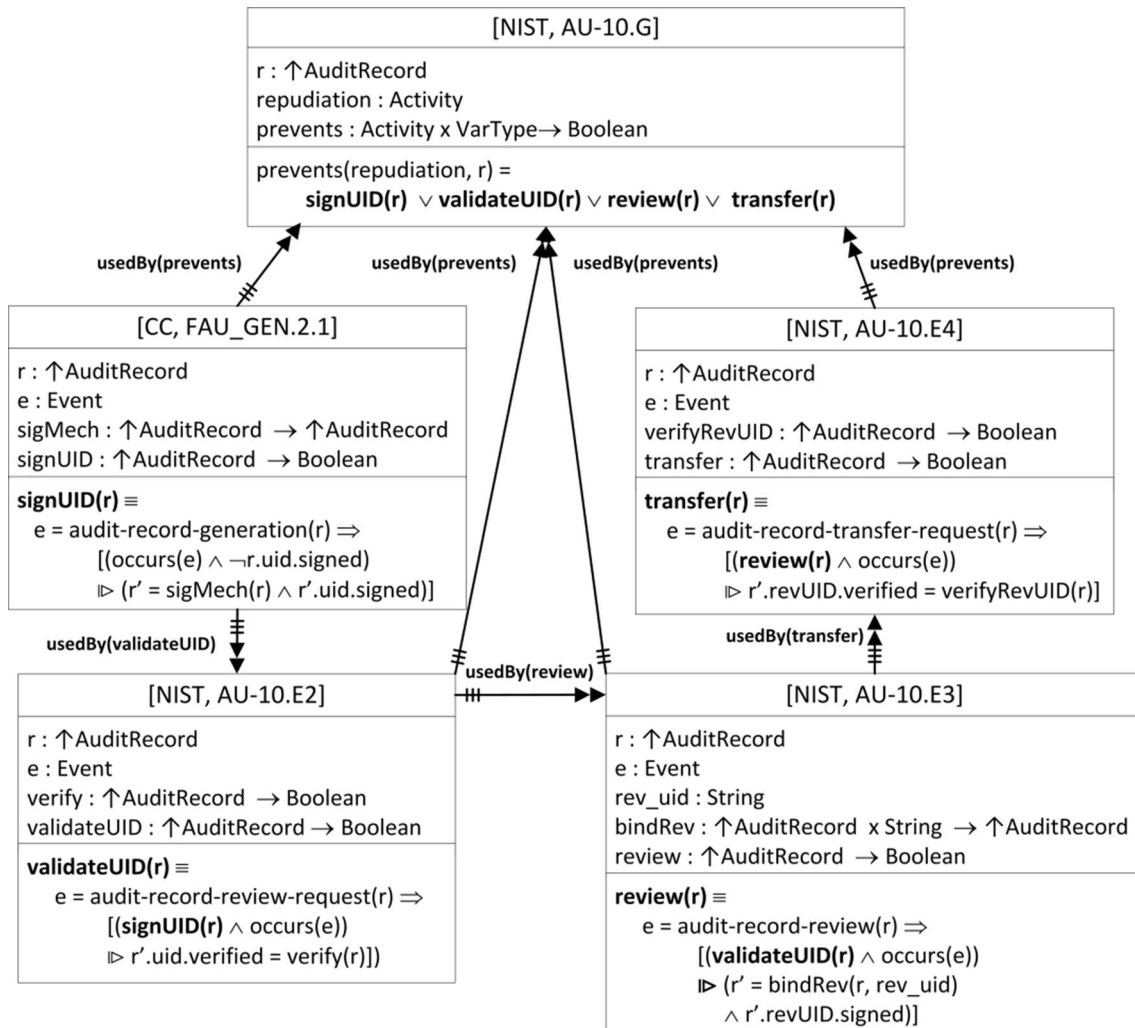 [NIST, AU-10.G]
r : ↑AuditRecord
repudiation : Activity
prevents : Activity x VarType→ Boolean
prevents(repudiation, r) =
signUID(r) ∨ validateUID(r) ∨ review(r) ∨ transfer(r)
usedBy(prevents)
usedBy(prevents)
usedBy(prevents)
usedBy(prevents)
[CC, FAU_GEN.2.1]
r : ↑AuditRecord
e : Event
sigMech : ↑AuditRecord → ↑AuditRecord
signUID : ↑AuditRecord → Boolean
signUID(r) ≡
e = audit-record-generation(r) ⇒
[(occurs(e) ∧ ¬r.uid.signed)
⊳ (r' = sigMech(r) ∧ r'.uid.signed)]
[NIST, AU-10.E4]
r : ↑AuditRecord
e : Event
verifyRevUID : ↑AuditRecord → Boolean
transfer : ↑AuditRecord → Boolean
transfer(r) ≡
e = audit-record-transfer-request(r) ⇒
[(review(r) ∧ occurs(e))
⊳ r'.revUID.verified = verifyRevUID(r)]
usedBy(validateUID)
usedBy(review)
usedBy(transfer)
[NIST, AU-10.E2]
r : ↑AuditRecord
e : Event
verify : ↑AuditRecord → Boolean
validateUID : ↑AuditRecord → Boolean
validateUID(r) ≡
e = audit-record-review-request(r) ⇒
[(signUID(r) ∧ occurs(e))
⊳ r'.uid.verified = verify(r)])
[NIST, AU-10.E3]
r : ↑AuditRecord
e : Event
rev_uid : String
bindRev : ↑AuditRecord x String → ↑AuditRecord
review : ↑AuditRecord → Boolean
review(r) ≡
e = audit-record-review(r) ⇒
[(validateUID(r) ∧ occurs(e))
⊳ (r' = bindRev(r, rev_uid)
∧ r'.revUID.signed)]